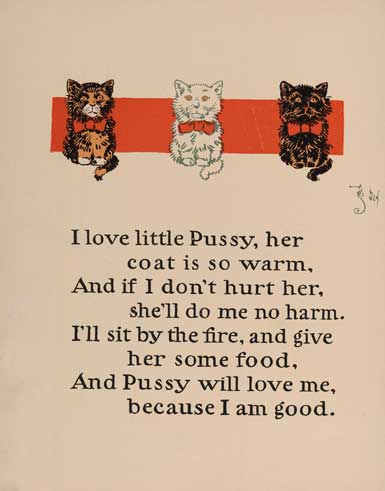 I love little Pussy, her
coat is so warm,
And if I don't hurt her,
she'll do me no harm.
I'll sit by the fire, and give
her some food,
And Pussy will love me,
because I am good.